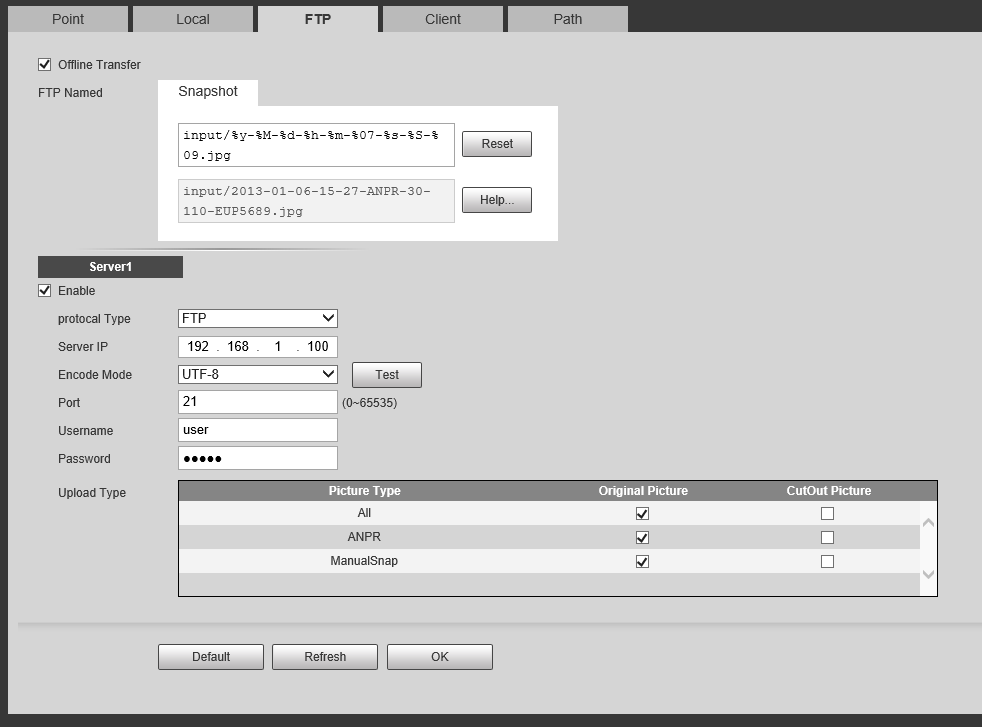 Point
Local
FTP
Client
Path
Offline Transfer
FTP Named
Snapshot
input/%y-%M-%d-%h-%m-%07-%s-%S-%
09.jpg
Reset
input/2013-01-06-15-27-ANPR-30-
110-EUP5689.jpg
Help...
Server1
Enable
protocal Type FTP
Server IP 192 . 168 . 1 . 100
Encode Mode UTF-8 Test
Port 21 (0~65535)
Username user
Password •••••
Upload Type
Picture Type Original Picture CutOut Picture
All
ANPR
ManualSnap
Default Refresh OK